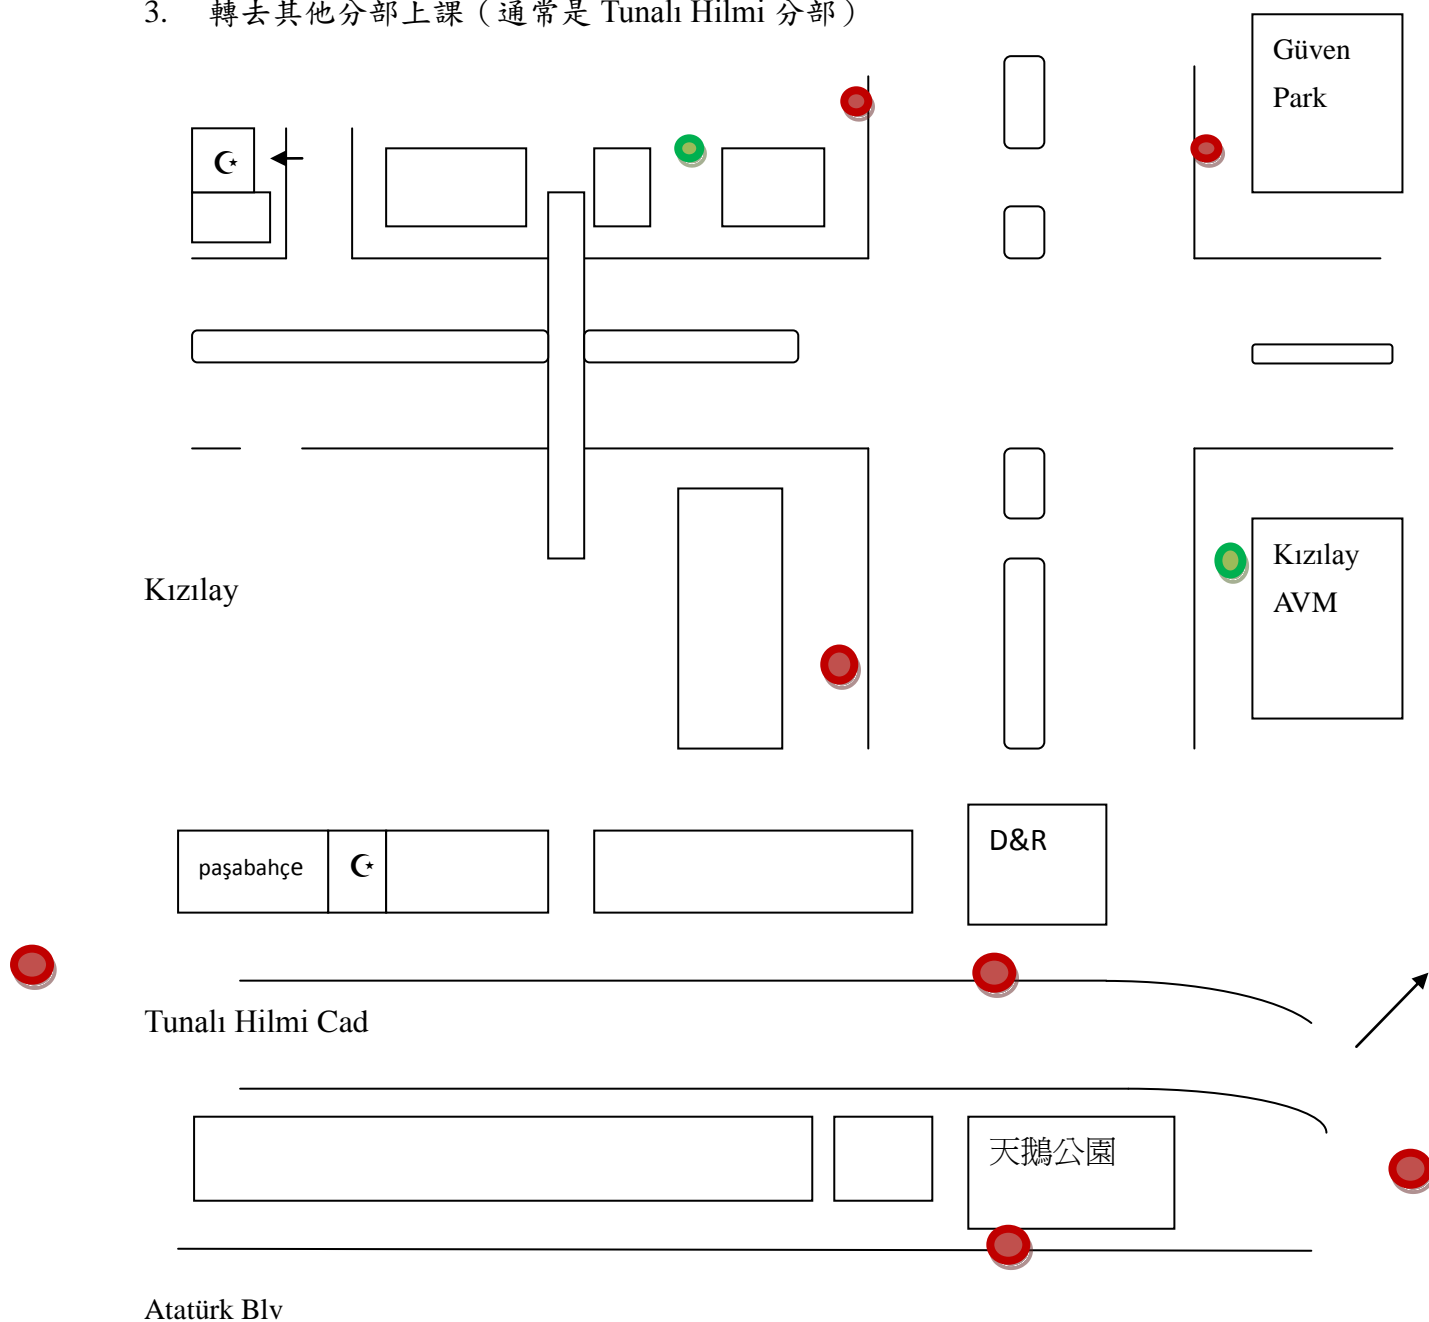 3. 轉去其他分部上課（通常是 Tunalı Hilmi 分部）
Güven
Park
Kızılay
AVM
Kızılay
D&R
paşabahçe
Tunalı Hilmi Cad
天鵝公園
Atatürk Blv